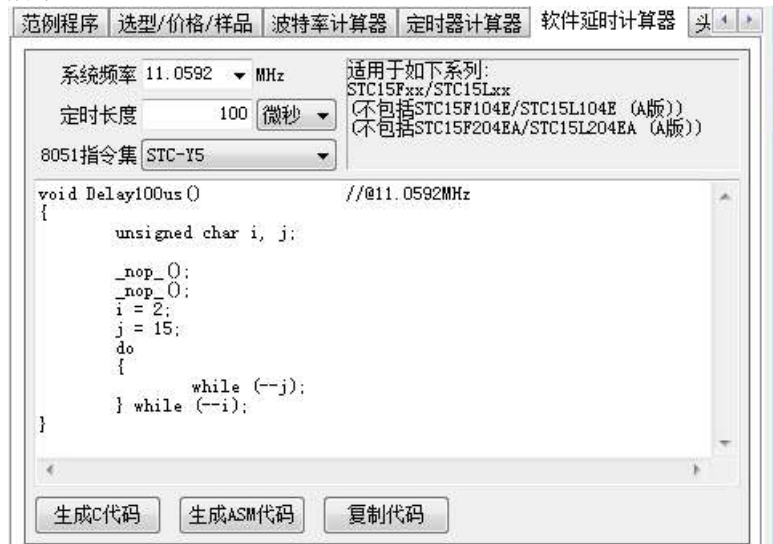 范例程序 选型/价格/样品 波特率计算器 定时器计算器 软件延时计算器 头
系统频率 11.0592 MHz
定时长度 100 微秒
8051指令集 STC-Y5
适用于如下系列:
STC15Fxx/STC15Lxx
(不包括STC15F104E/STC15L104E (A版))
(不包括STC15F204EA/STC15L204EA (A版))
void Delay100us() //@11.0592MHz
{
unsigned char i, j;
_nop_();
_nop_();
i = 2;
j = 15;
do
{
while (--j);
} while (--i);
}
生成C代码 生成ASM代码 复制代码